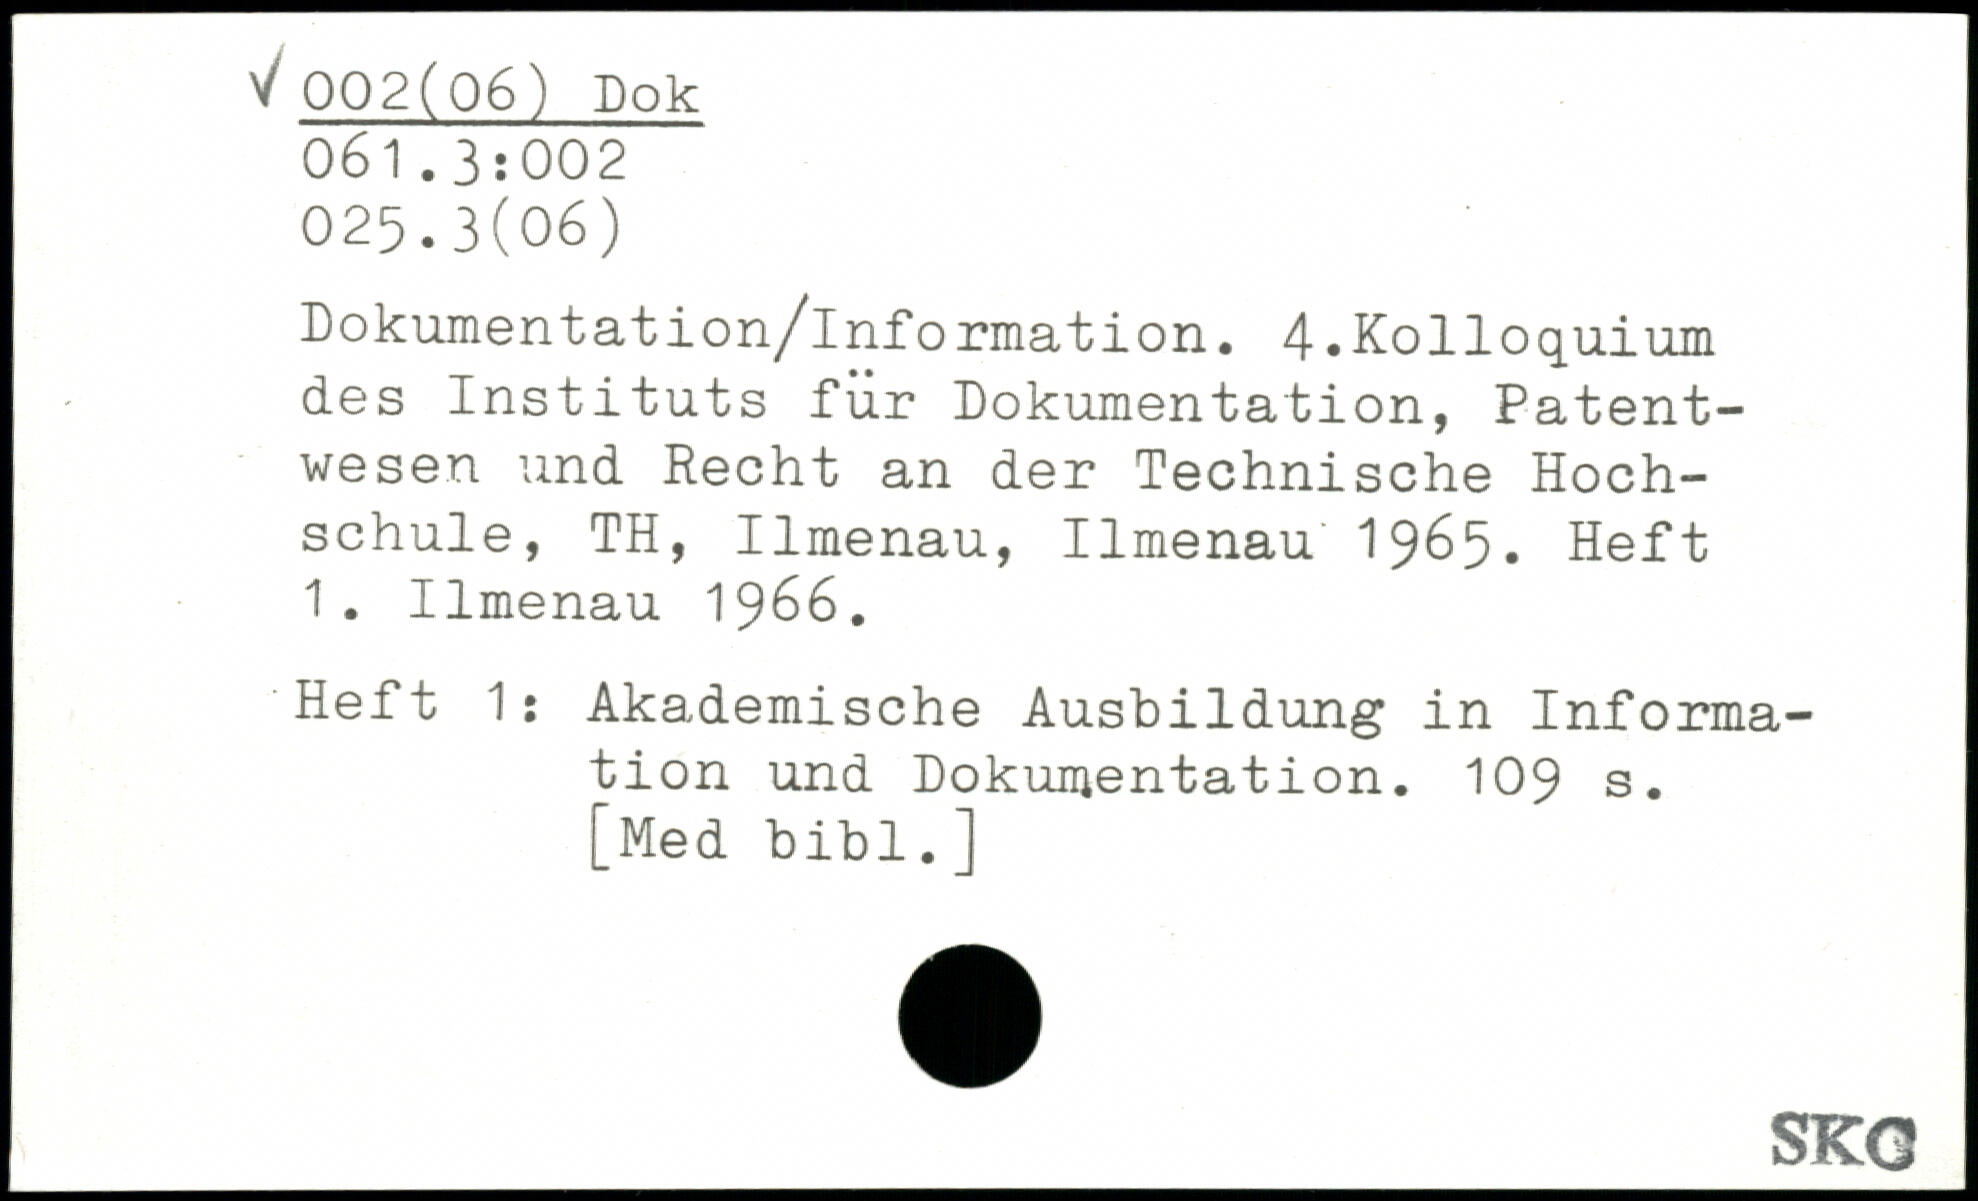 √ 002(06) Dok
061.3:002
025.3(06)
Dokumentation/Information. 4.Kolloquium
des Instituts für Dokumentation, Patent-
wesen und Recht an der Technische Hoch-
schule, TH, Ilmenau, Ilmenau 1965. Heft
1. Ilmenau 1966.
Heft 1: Akademische Ausbildung in Informa-
tion und Dokumentation. 109 s.
[Med bibl.]
SKC